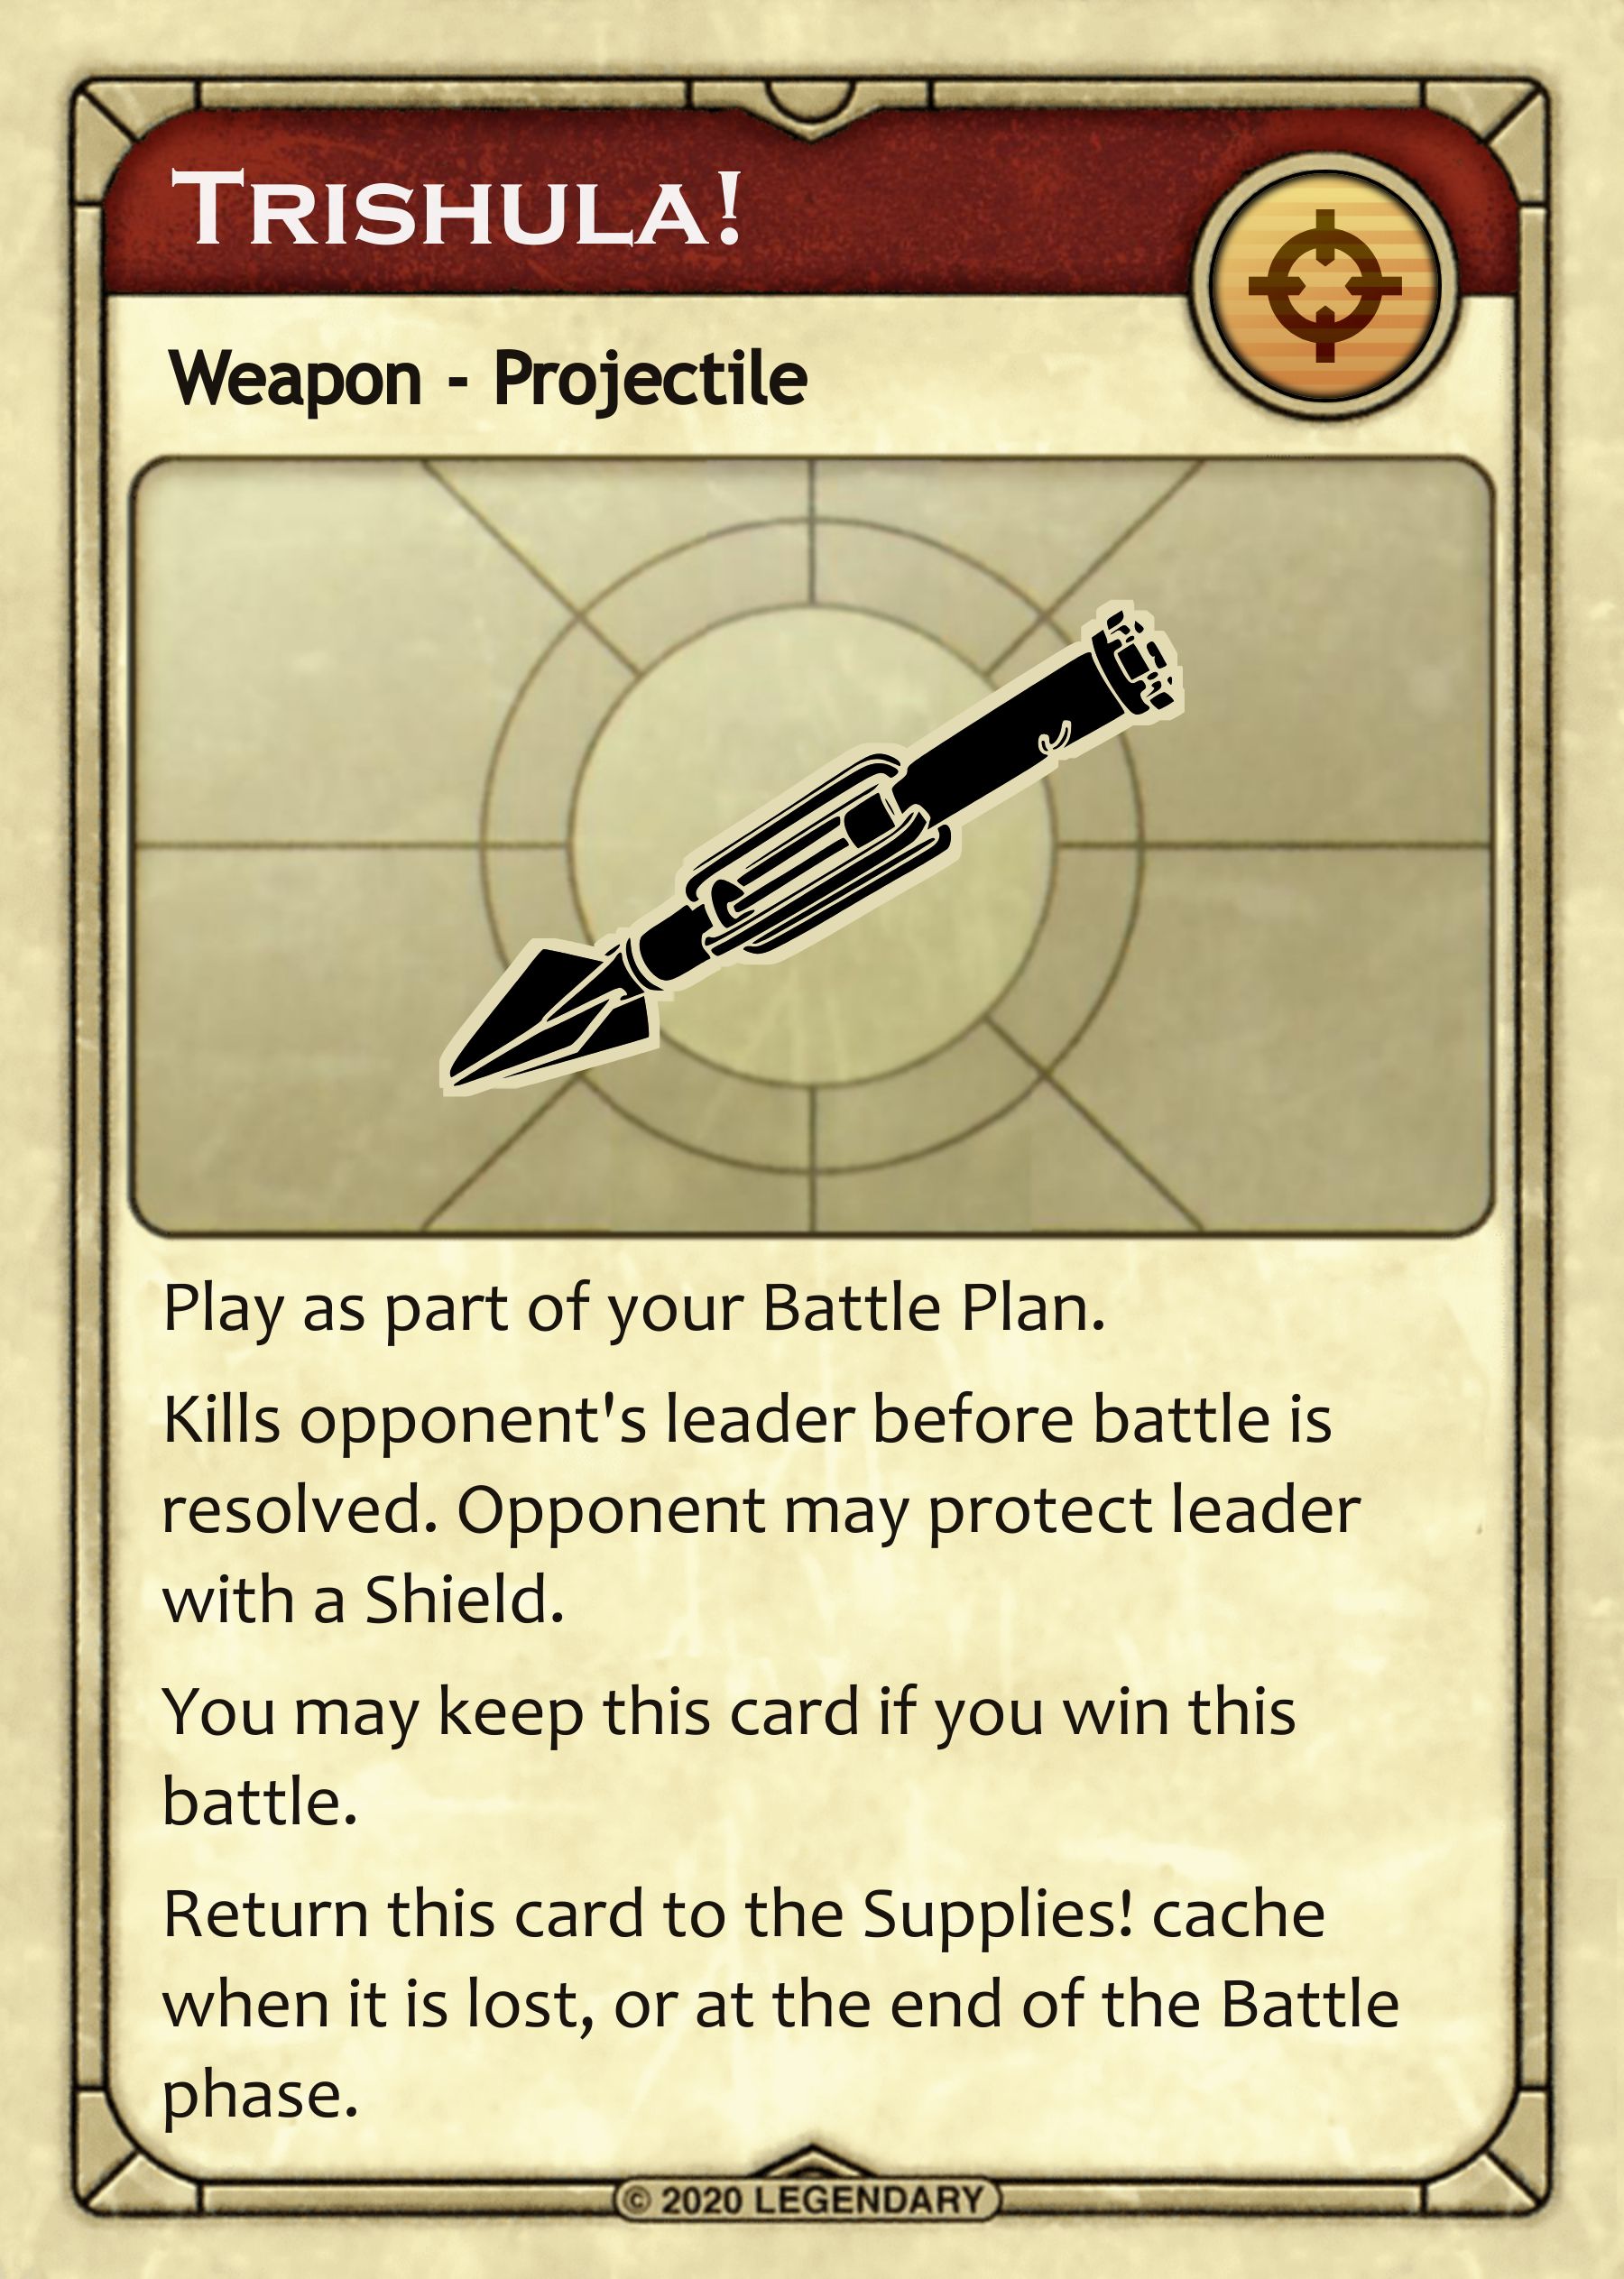 TRISHULA!
Weapon - Projectile
Play as part of your Battle Plan.
Kills opponent's leader before battle is
resolved. Opponent may protect leader
with a Shield.
You may keep this card if you win this
battle.
Return this card to the Supplies! cache
when it is lost, or at the end of the Battle
phase.
© 2020 LEGENDARY